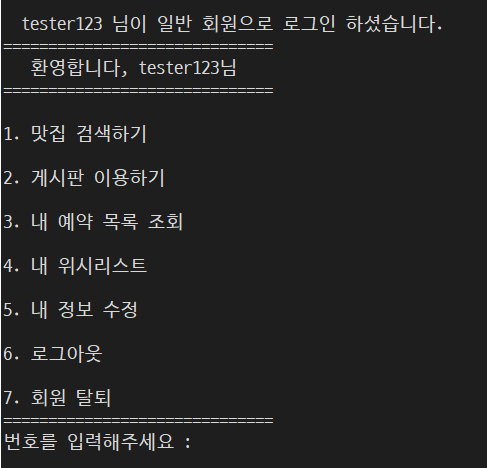 tester123 님이 일반 회원으로 로그인 하셨습니다.
==============================
환영합니다, tester123님
==============================
1. 맛집 검색하기
2. 게시판 이용하기
3. 내 예약 목록 조회
4. 내 위시리스트
5. 내 정보 수정
6. 로그아웃
7. 회원 탈퇴
==============================
번호를 입력해주세요 :